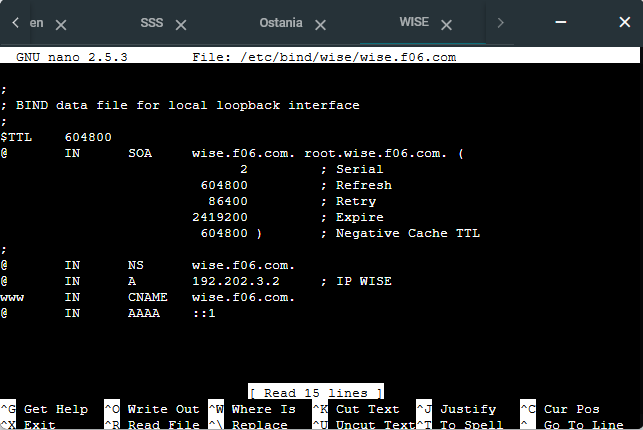 en SSS Ostania WISE
GNU nano 2.5.3 File: /etc/bind/wise/wise.f06.com
;
; BIND data file for local loopback interface
;
$TTL 604800
@ IN SOA wise.f06.com. root.wise.f06.com. (
2 ; Serial
604800 ; Refresh
86400 ; Retry
2419200 ; Expire
604800 ) ; Negative Cache TTL
;
@ IN NS wise.f06.com.
@ IN A 192.202.3.2 ; IP WISE
www IN CNAME wise.f06.com.
@ IN AAAA ::1
[ Read 15 lines ]
^G Get Help ^O Write Out ^W Where Is ^K Cut Text ^J Justify ^C Cur Pos
^X Exit ^R Read File ^\ Replace ^U Uncut Text ^T To Spell ^_ Go To Line